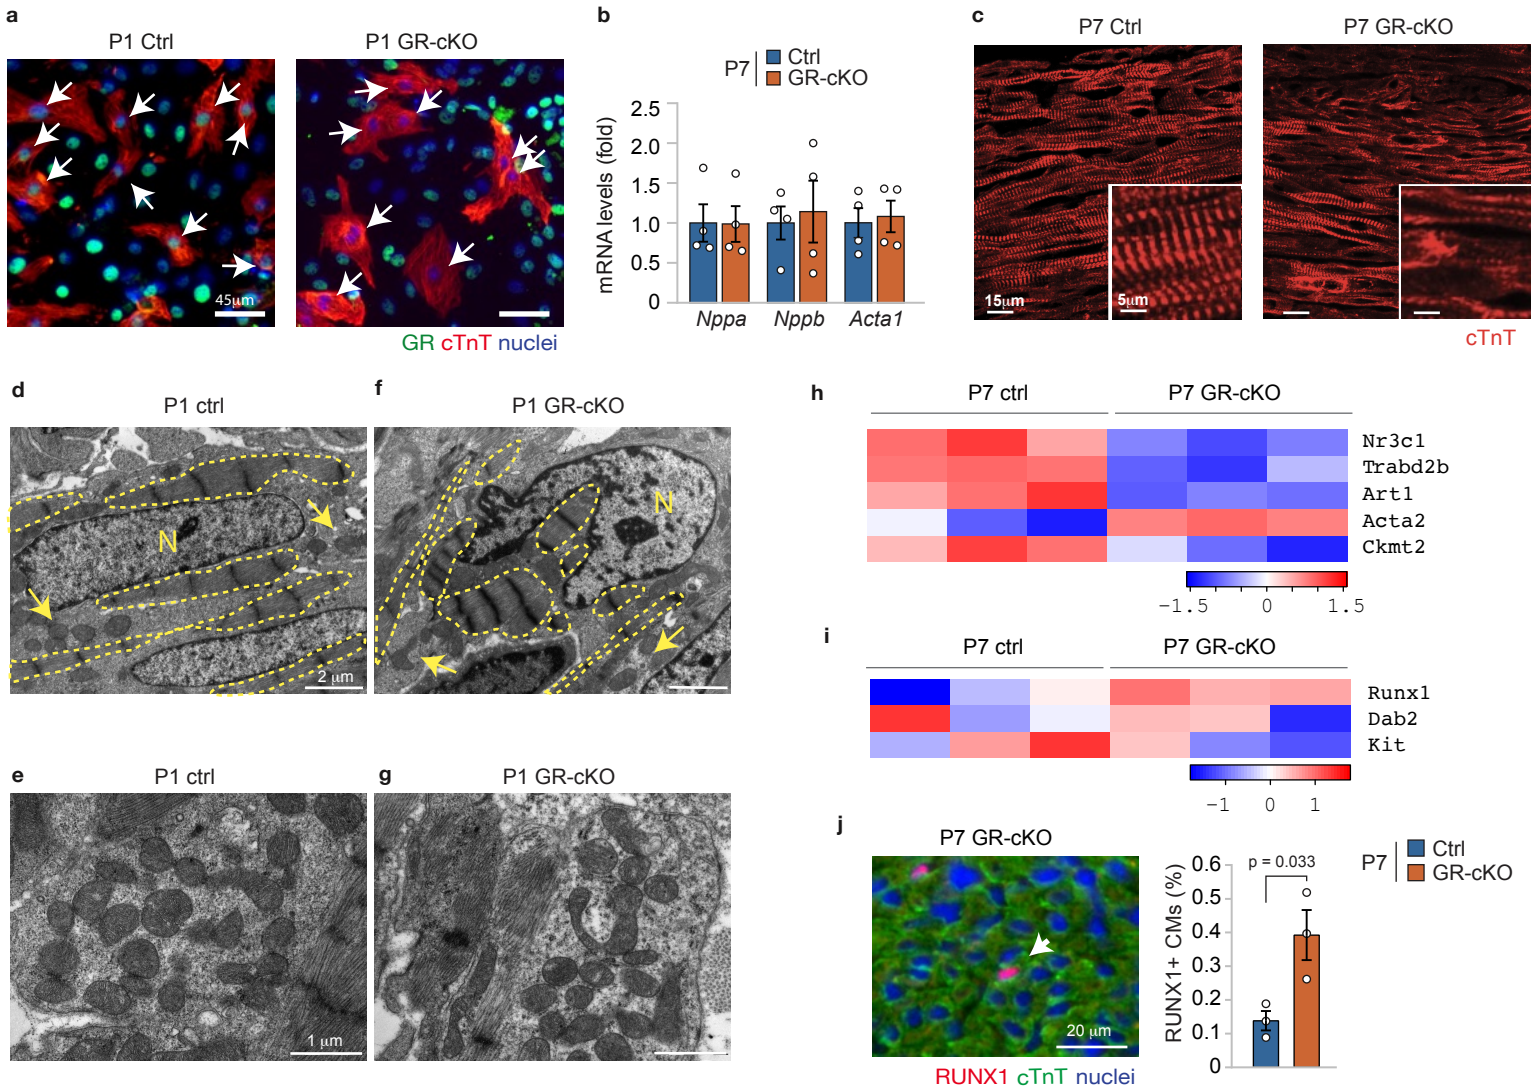 a
P1 Ctrl
P1 GR-cKO
45μm
GR cTnT nuclei
b
P7
Ctrl
GR-cKO
mRNA levels (fold)
2.5
2.0
1.5
1.0
0.5
0
Nppa Nppb Acta1
c
P7 Ctrl
P7 GR-cKO
15μm
5μm
cTnT
d
P1 ctrl
N
2 μm
f
P1 GR-cKO
N
e
P1 ctrl
1 μm
g
P1 GR-cKO
h
P7 ctrl
P7 GR-cKO
Nr3c1
Trabd2b
Art1
Acta2
Ckmt2
−1.5 0 1.5
i
P7 ctrl
P7 GR-cKO
Runx1
Dab2
Kit
−1 0 1
j
P7 GR-cKO
20 μm
RUNX1 cTnT nuclei
RUNX1+ CMs (%)
0.6
0.5
0.4
0.3
0.2
0.1
0
p = 0.033
P7
Ctrl
GR-cKO